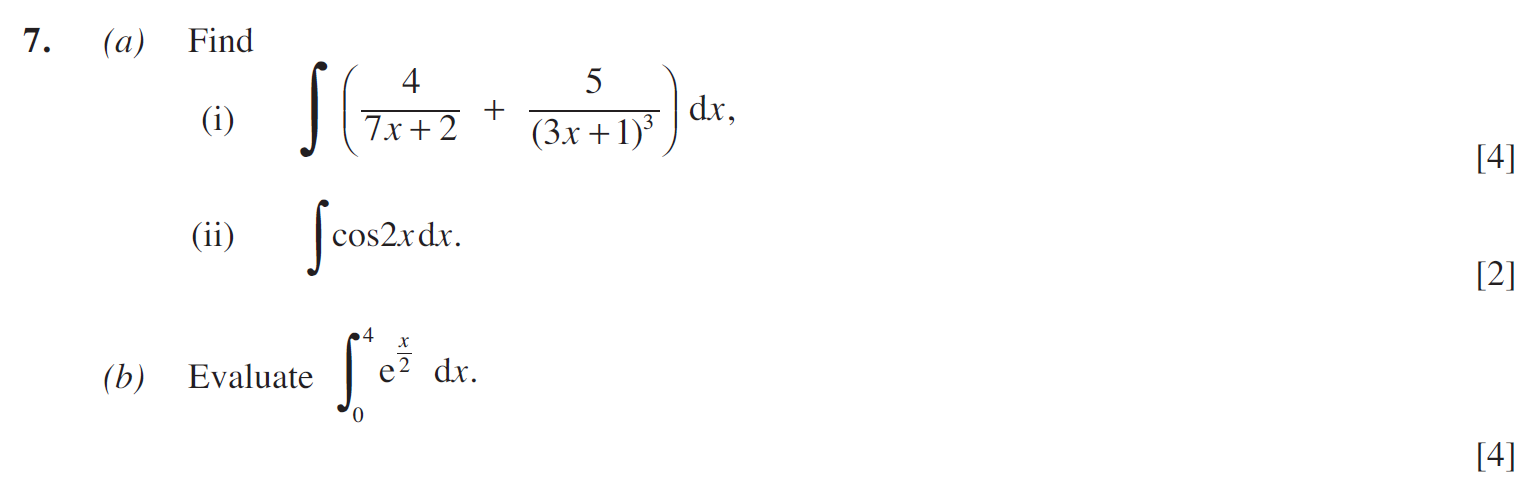 7. (a) Find
(i) ∫ ( 4/(7x + 2) + 5/(3x + 1)³ ) dx,
[4]
(ii) ∫ cos2x dx.
[2]
(b) Evaluate ∫₀⁴ e^(x/2) dx.
[4]